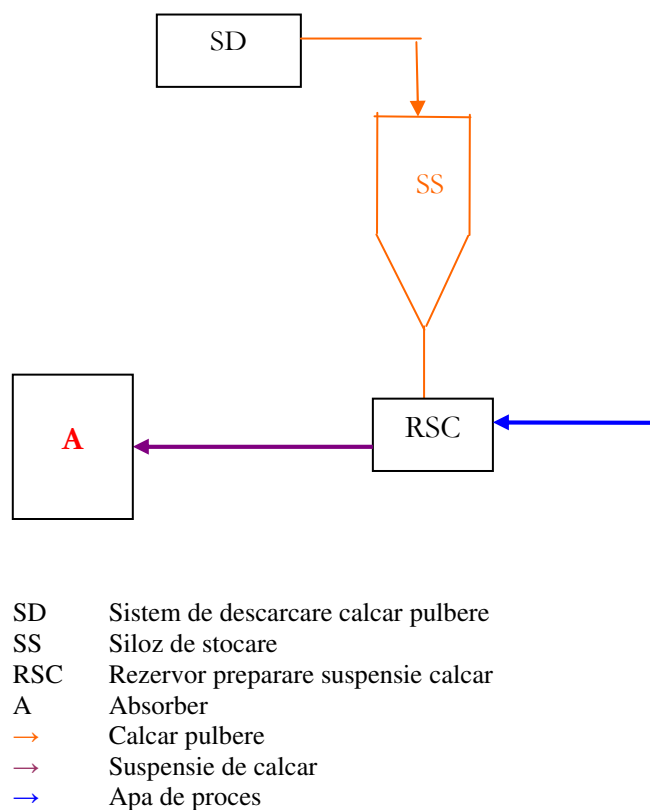 SD
SS
RSC
A
SD Sistem de descarcare calcar pulbere
SS Siloz de stocare
RSC Rezervor preparare suspensie calcar
A Absorber
→ Calcar pulbere
→ Suspensie de calcar
→ Apa de proces